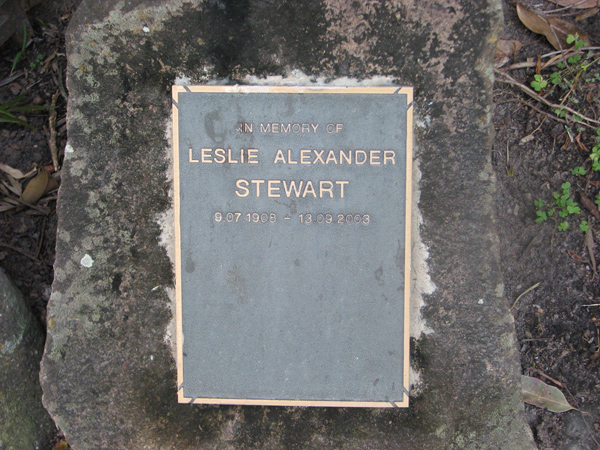 IN MEMORY OF
LESLIE ALEXANDER
STEWART
9.07.1908 – 13.09.2003